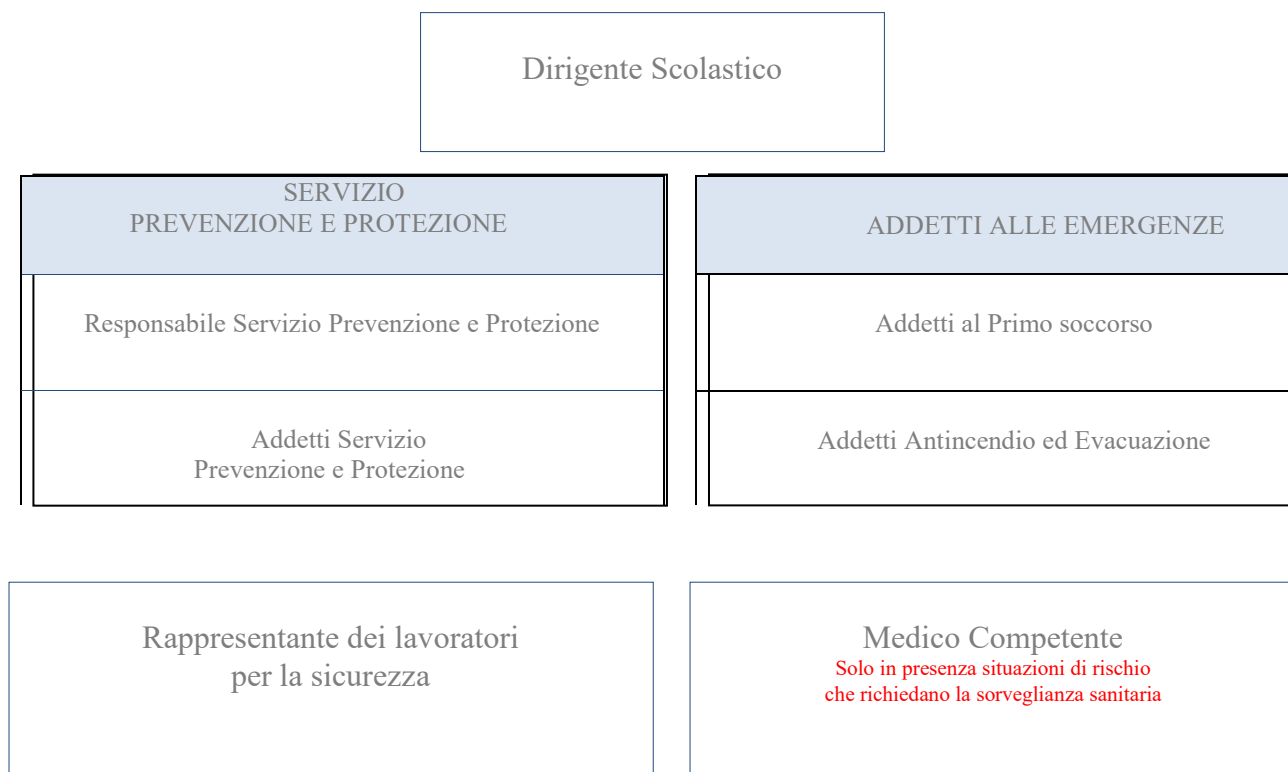 Dirigente Scolastico
SERVIZIO
PREVENZIONE E PROTEZIONE
Responsabile Servizio Prevenzione e Protezione
Addetti Servizio
Prevenzione e Protezione
ADDETTI ALLE EMERGENZE
Addetti al Primo soccorso
Addetti Antincendio ed Evacuazione
Rappresentante dei lavoratori
per la sicurezza
Medico Competente
Solo in presenza situazioni di rischio
che richiedano la sorveglianza sanitaria